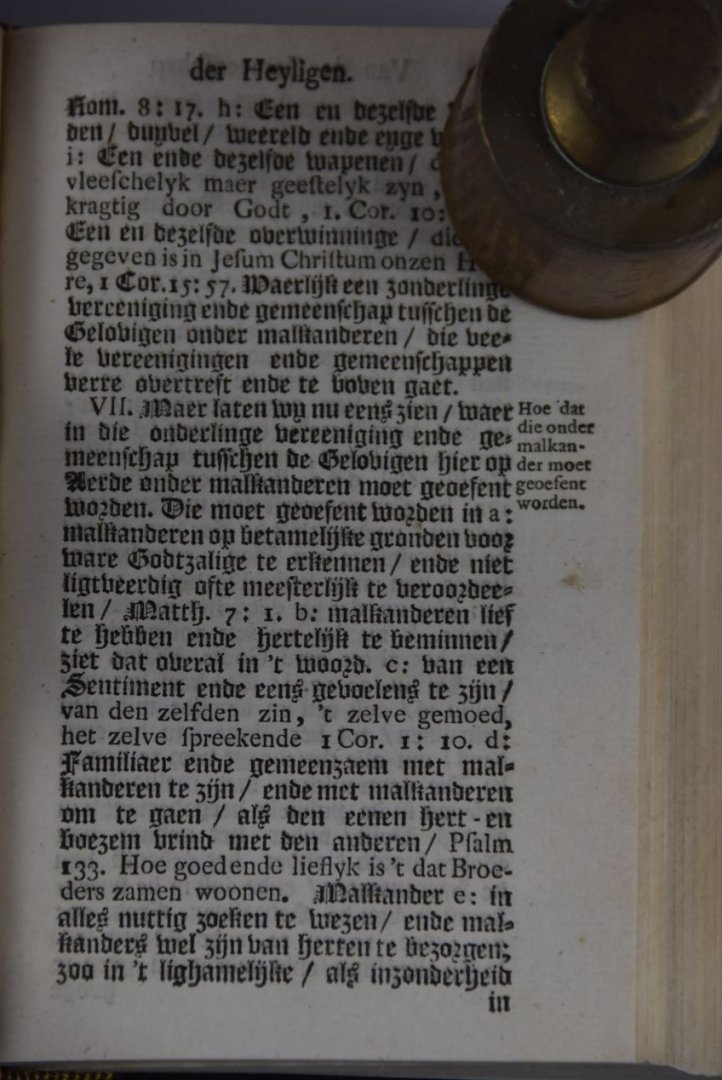 der Heyligen.
Rom. 8: 17. h: Een en dezelfde
den/ duyvel/ weereld ende eyge
i: Een ende dezelfde wapenen/
vleeſchelyk maer geeſtelyk zyn,
kragtig door Godt, 1. Cor. 10:
Een en dezelfde overwinninge / die
gegeven is in Jeſum Chriſtum onzen
re, 1 Cor. 15: 57. Waerlijk een zonderlinge
vereeniging ende gemeenſchap tuſſchen de
Gelovigen onder malkanderen / die vee-
le vereenigingen ende gemeenſchappen
verre overtreft ende te boven gaet.
VII. Maer laten wy nu eens zien / waer
in die onderlinge vereeniging ende ge-
meenſchap tuſſchen de Gelovigen hier op
Aerde onder malkanderen moet geoefent
worden. Die moet geoefent worden in a:
malkanderen op betamelijke gronden voor
ware Godtzalige te erkennen / ende niet
ligtveerdig ofte meeſterlijk te veroordee-
len / Matth. 7: 1. b: malkanderen lief
te hebben ende hertelijk te beminnen/
ziet dat overal in 't woord. c: van een
Sentiment ende eens gevoelens te zijn/
van den zelfden zin, 't zelve gemoed,
het zelve ſpreekende 1 Cor. 1: 10. d:
Familiaer ende gemeenzaem met mal-
kanderen te zijn/ ende met malkanderen
om te gaen / als den eenen hert-en
boezem vrind met den anderen/ Pſalm
133. Hoe goed ende lieflyk is 't dat Broe-
ders zamen woonen. Malkander e: in
alles nuttig zoeken te wezen/ ende mal-
kanders wel zijn van herten te bezorgen;
zoo in 't lighamelijke / als inzonderheid
in
Hoe dat
die onder
malkan-
der moet
geoefent
worden.